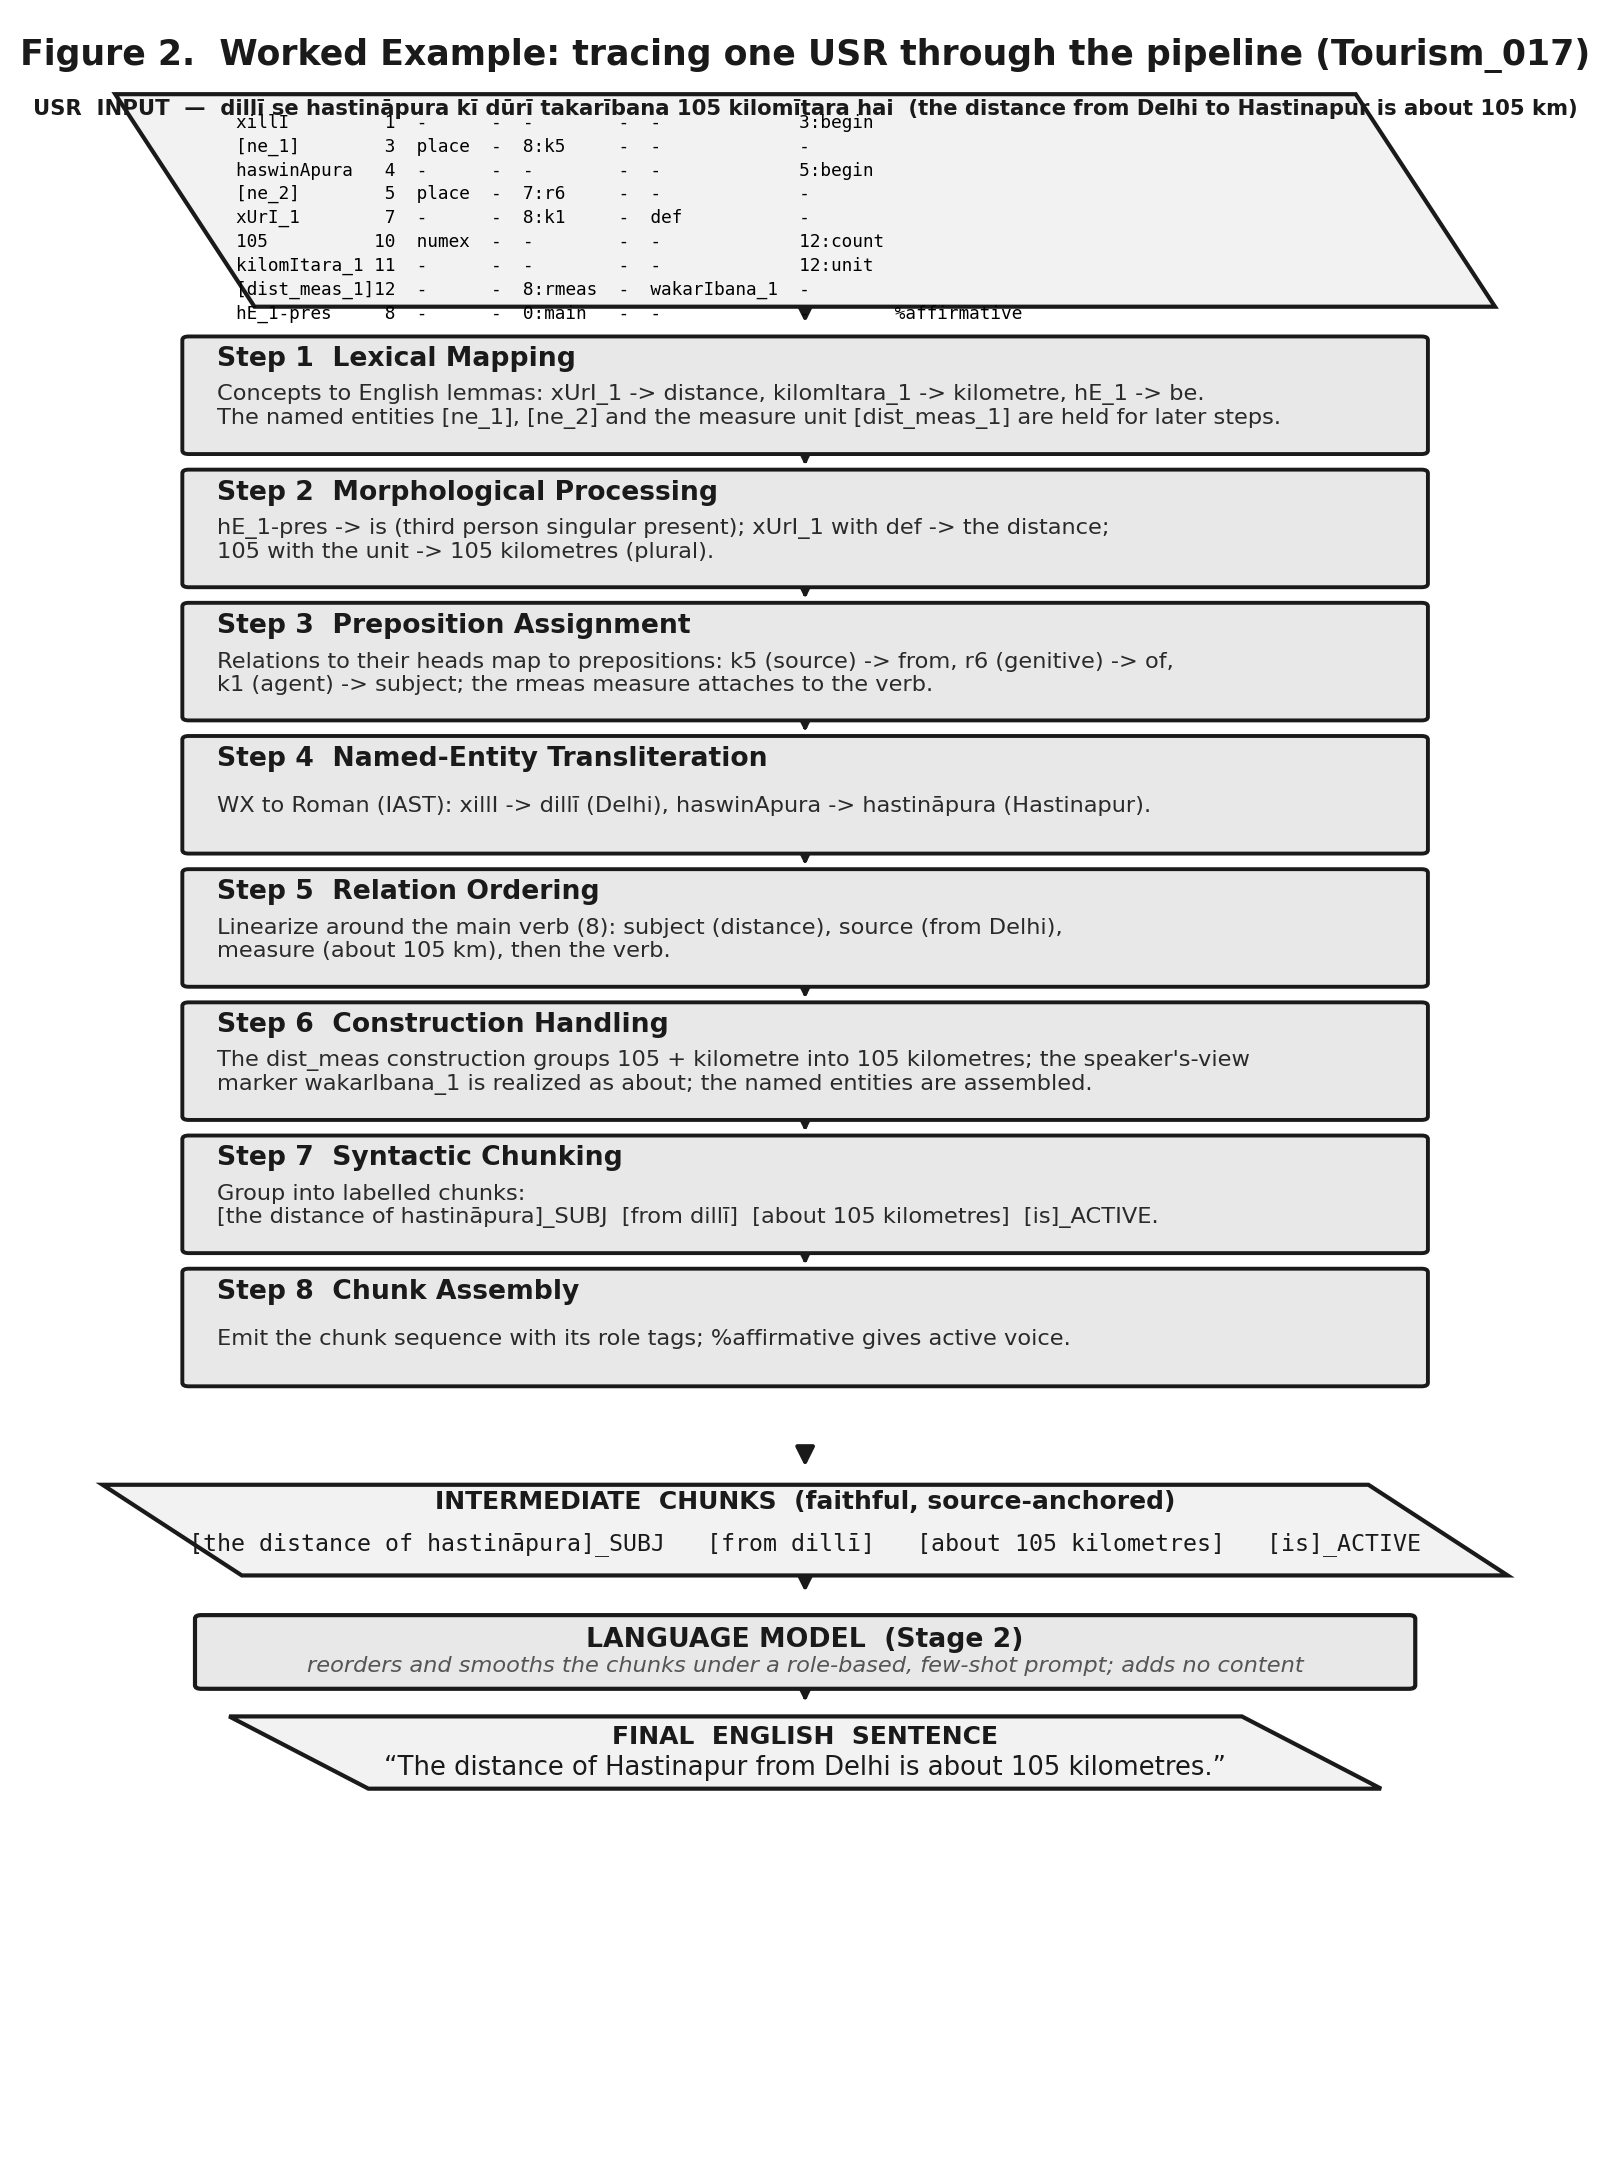 Figure 2.  Worked Example: tracing one USR through the pipeline (Tourism_017)
USR  INPUT  —  dillī se hastināpura kī dūrī takarībana 105 kilomītara hai  (the distance from Delhi to Hastinapur is about 105 km)
xillI         1  -      -  -        -  -             3:begin
[ne_1]        3  place  -  8:k5     -  -             -
haswinApura   4  -      -  -        -  -             5:begin
[ne_2]        5  place  -  7:r6     -  -             -
xUrI_1        7  -      -  8:k1     -  def           -
105          10  numex  -  -        -  -             12:count
kilomItara_1 11  -      -  -        -  -             12:unit
[dist_meas_1]12  -      -  8:rmeas  -  wakarIbana_1  -
hE_1-pres     8  -      -  0:main   -  -                      %affirmative
Step 1  Lexical Mapping
Concepts to English lemmas: xUrI_1 -> distance, kilomItara_1 -> kilometre, hE_1 -> be.
The named entities [ne_1], [ne_2] and the measure unit [dist_meas_1] are held for later steps.
Step 2  Morphological Processing
hE_1-pres -> is (third person singular present); xUrI_1 with def -> the distance;
105 with the unit -> 105 kilometres (plural).
Step 3  Preposition Assignment
Relations to their heads map to prepositions: k5 (source) -> from, r6 (genitive) -> of,
k1 (agent) -> subject; the rmeas measure attaches to the verb.
Step 4  Named-Entity Transliteration
WX to Roman (IAST): xillI -> dillī (Delhi), haswinApura -> hastināpura (Hastinapur).
Step 5  Relation Ordering
Linearize around the main verb (8): subject (distance), source (from Delhi),
measure (about 105 km), then the verb.
Step 6  Construction Handling
The dist_meas construction groups 105 + kilometre into 105 kilometres; the speaker's-view
marker wakarIbana_1 is realized as about; the named entities are assembled.
Step 7  Syntactic Chunking
Group into labelled chunks:
[the distance of hastināpura]_SUBJ  [from dillī]  [about 105 kilometres]  [is]_ACTIVE.
Step 8  Chunk Assembly
Emit the chunk sequence with its role tags; %affirmative gives active voice.
INTERMEDIATE  CHUNKS  (faithful, source-anchored)
[the distance of hastināpura]_SUBJ   [from dillī]   [about 105 kilometres]   [is]_ACTIVE
LANGUAGE MODEL  (Stage 2)
reorders and smooths the chunks under a role-based, few-shot prompt; adds no content
FINAL  ENGLISH  SENTENCE
“The distance of Hastinapur from Delhi is about 105 kilometres.”